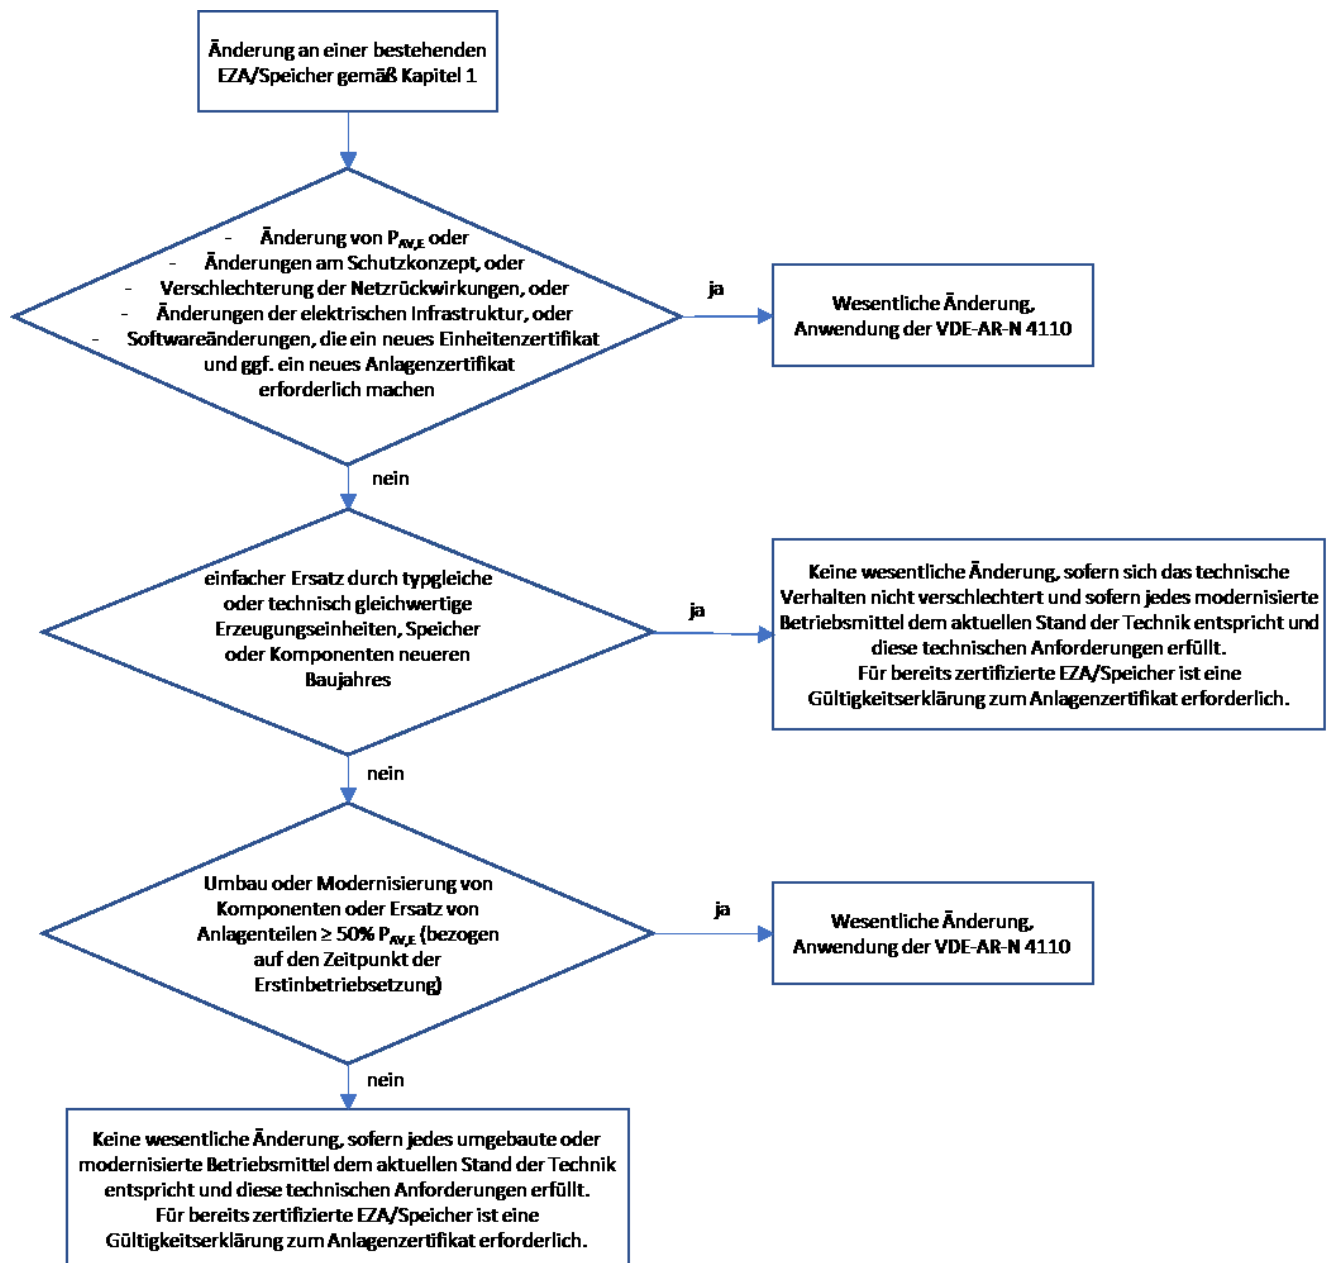 Änderung an einer bestehenden
EZA/Speicher gemäß Kapitel 1
- Änderung von P_AV,E oder
- Änderungen am Schutzkonzept, oder
- Verschlechterung der Netzrückwirkungen, oder
- Änderungen der elektrischen Infrastruktur, oder
- Softwareänderungen, die ein neues Einheitenzertifikat
und ggf. ein neues Anlagenzertifikat
erforderlich machen
ja
Wesentliche Änderung,
Anwendung der VDE-AR-N 4110
nein
einfacher Ersatz durch typgleiche
oder technisch gleichwertige
Erzeugungseinheiten, Speicher
oder Komponenten neueren
Baujahres
ja
Keine wesentliche Änderung, sofern sich das technische
Verhalten nicht verschlechtert und sofern jedes modernisierte
Betriebsmittel dem aktuellen Stand der Technik entspricht und
diese technischen Anforderungen erfüllt.
Für bereits zertifizierte EZA/Speicher ist eine
Gültigkeitserklärung zum Anlagenzertifikat erforderlich.
nein
Umbau oder Modernisierung von
Komponenten oder Ersatz von
Anlagenteilen ≥ 50% P_AV,E (bezogen
auf den Zeitpunkt der
Erstinbetriebsetzung)
ja
Wesentliche Änderung,
Anwendung der VDE-AR-N 4110
nein
Keine wesentliche Änderung, sofern jedes umgebaute oder
modernisierte Betriebsmittel dem aktuellen Stand der Technik
entspricht und diese technischen Anforderungen erfüllt.
Für bereits zertifizierte EZA/Speicher ist eine
Gültigkeitserklärung zum Anlagenzertifikat erforderlich.